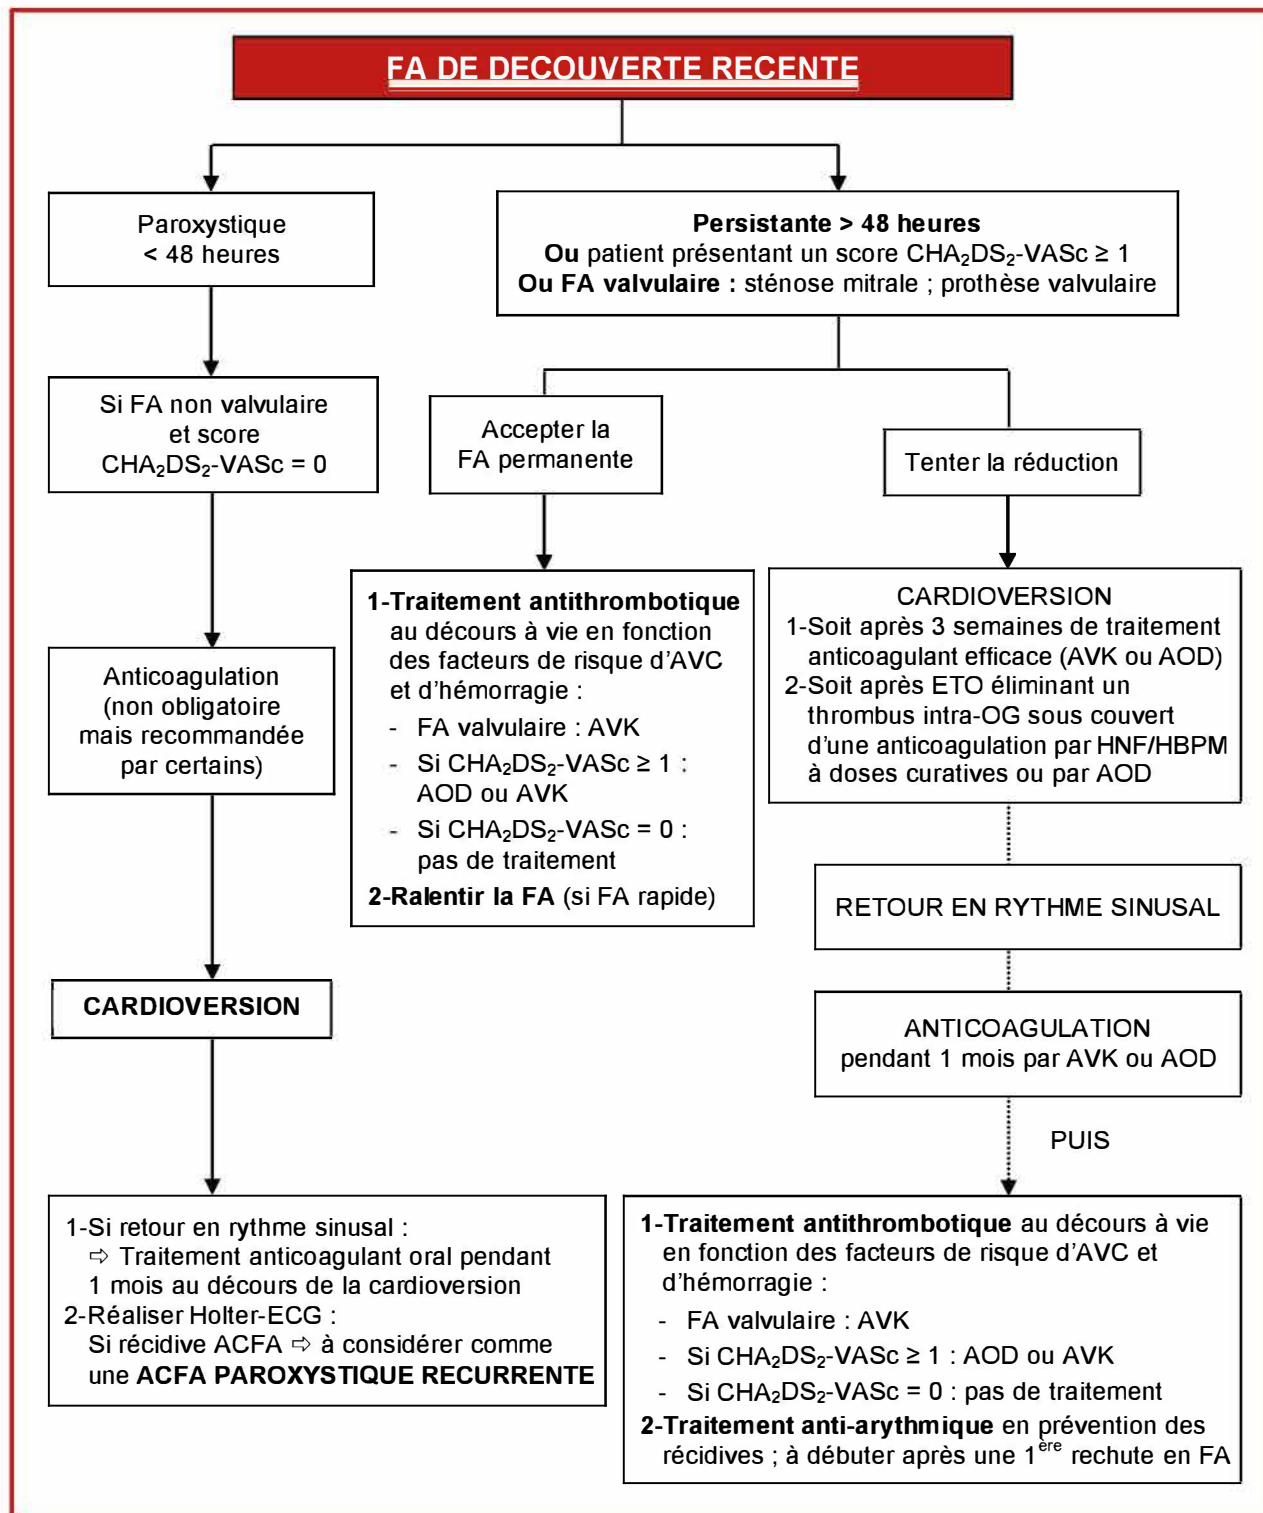 FA DE DECOUVERTE RECENTE
Paroxystique
< 48 heures
Persistante > 48 heures
Ou patient présentant un score CHA₂DS₂-VASc ≥ 1
Ou FA valvulaire : sténose mitrale ; prothèse valvulaire
Si FA non valvulaire
et score
CHA₂DS₂-VASc = 0
Accepter la
FA permanente
Tenter la réduction
Anticoagulation
(non obligatoire
mais recommandée
par certains)
1-Traitement antithrombotique
au décours à vie en fonction
des facteurs de risque d’AVC
et d’hémorragie :
- FA valvulaire : AVK
- Si CHA₂DS₂-VASc ≥ 1 :
AOD ou AVK
- Si CHA₂DS₂-VASc = 0 :
pas de traitement
2-Ralentir la FA (si FA rapide)
CARDIOVERSION
1-Soit après 3 semaines de traitement
anticoagulant efficace (AVK ou AOD)
2-Soit après ETO éliminant un
thrombus intra-OG sous couvert
d’une anticoagulation par HNF/HBPM
à doses curatives ou par AOD
RETOUR EN RYTHME SINUSAL
CARDIOVERSION
ANTICOAGULATION
pendant 1 mois par AVK ou AOD
PUIS
1-Si retour en rythme sinusal :
⇨ Traitement anticoagulant oral pendant
1 mois au décours de la cardioversion
2-Réaliser Holter-ECG :
Si récidive ACFA ⇨ à considérer comme
une ACFA PAROXYSTIQUE RECURRENTE
1-Traitement antithrombotique au décours à vie
en fonction des facteurs de risque d’AVC et
d’hémorragie :
- FA valvulaire : AVK
- Si CHA₂DS₂-VASc ≥ 1 : AOD ou AVK
- Si CHA₂DS₂-VASc = 0 : pas de traitement
2-Traitement anti-arythmique en prévention des
récidives ; à débuter après une 1ère rechute en FA